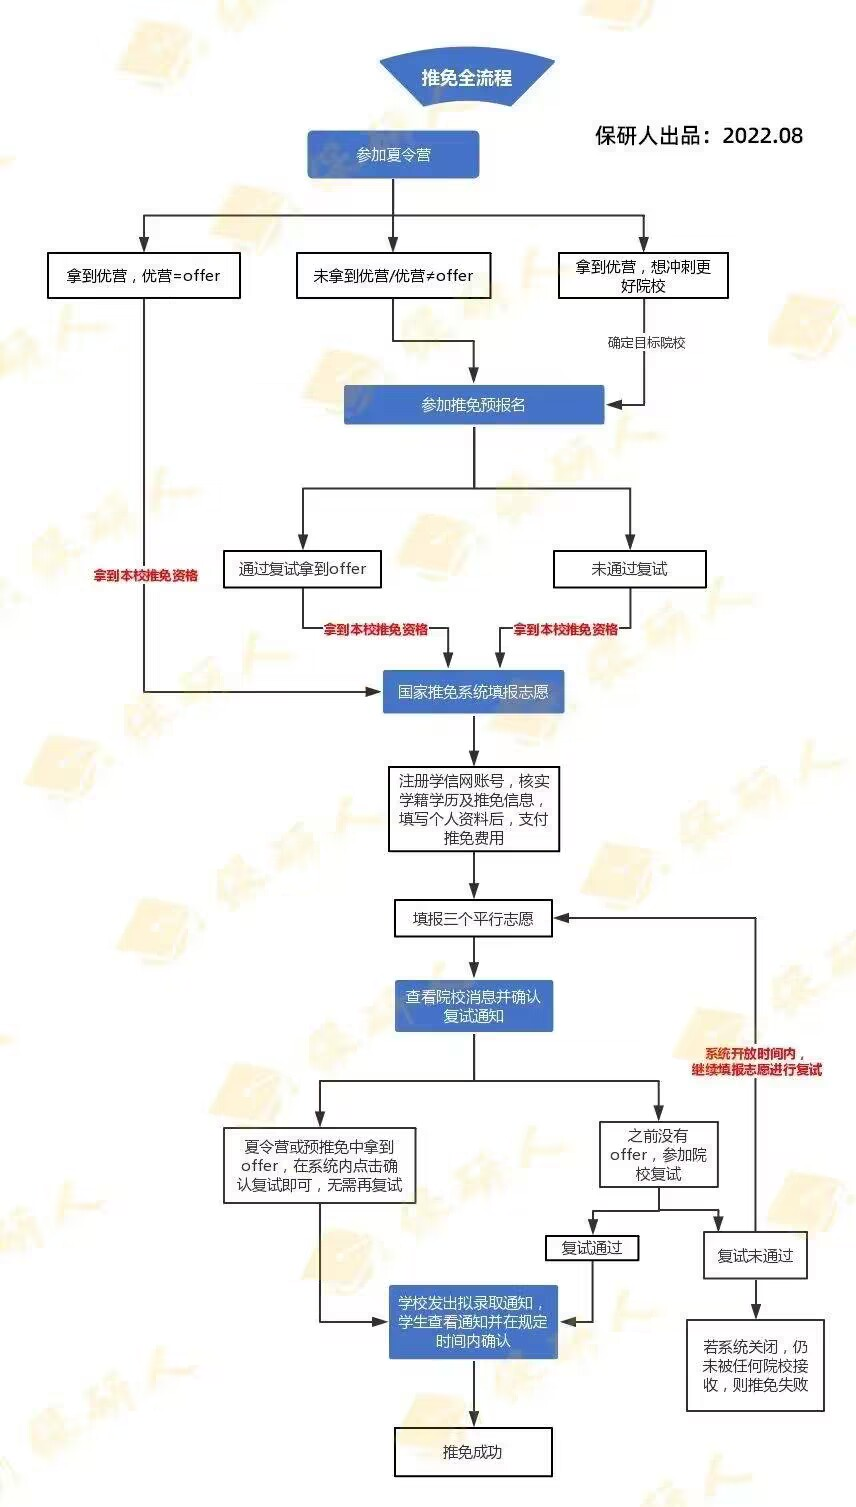 推免全流程
保研人出品：2022.08
参加夏令营
拿到优营，优营=offer
未拿到优营/优营≠offer
拿到优营，想冲刺更
好院校
确定目标院校
参加推免预报名
通过复试拿到offer
未通过复试
拿到本校推免资格
拿到本校推免资格
拿到本校推免资格
国家推免系统填报志愿
注册学信网账号，核实
学籍学历及推免信息，
填写个人资料后，支付
推免费用
填报三个平行志愿
查看院校消息并确认
复试通知
系统开放时间内，
继续填报志愿进行复试
夏令营或预推免中拿到
offer，在系统内点击确
认复试即可，无需再复试
之前没有
offer，参加院
校复试
复试通过
复试未通过
学校发出拟录取通知，
学生查看通知并在规定
时间内确认
若系统关闭，仍
未被任何院校接
收，则推免失败
推免成功
保研人